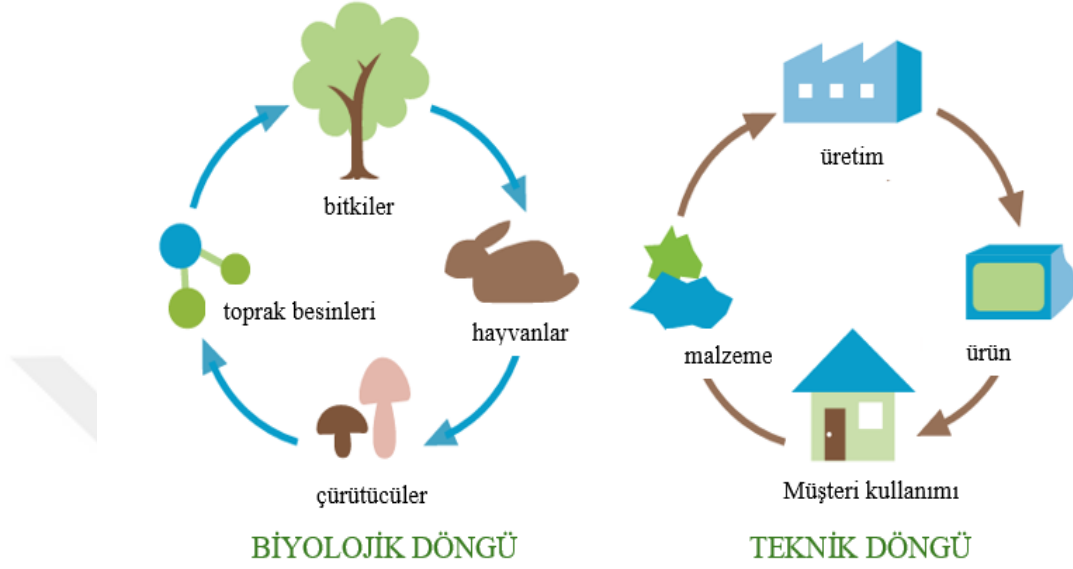 bitkiler
hayvanlar
çürütücüler
toprak besinleri
BİYOLOJİK DÖNGÜ
üretim
ürün
Müşteri kullanımı
malzeme
TEKNİK DÖNGÜ